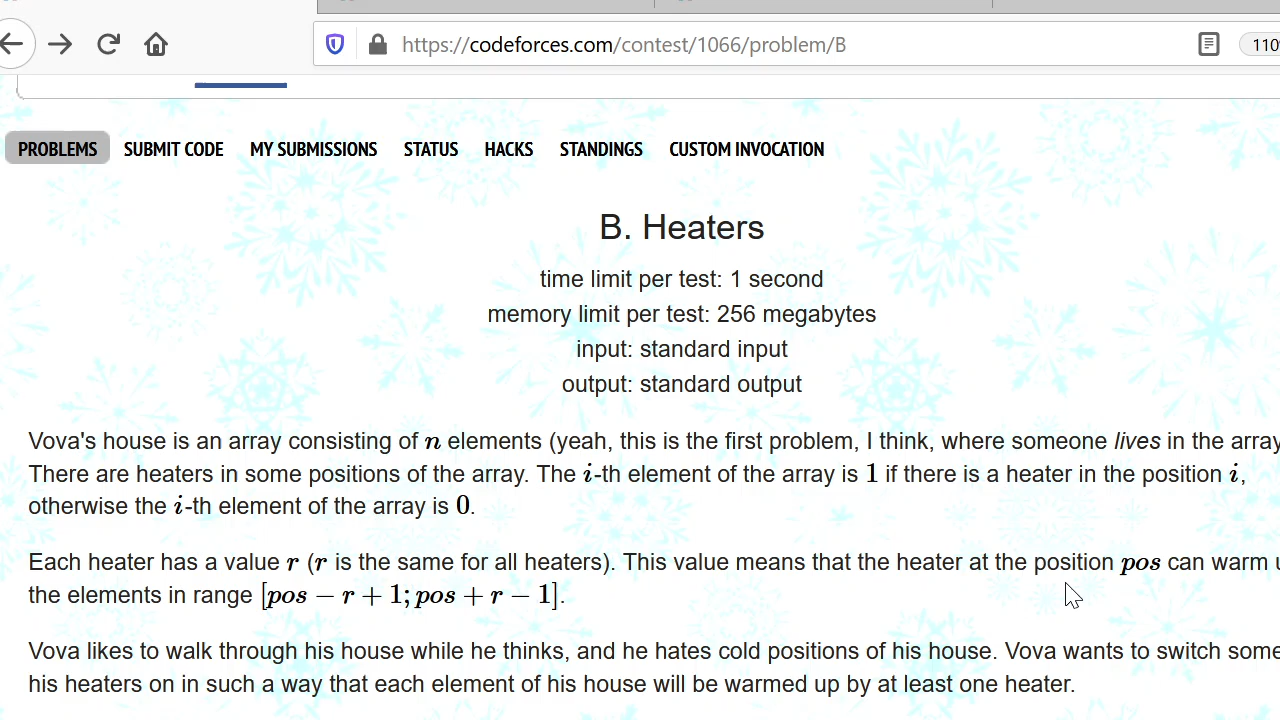 https://codeforces.com/contest/1066/problem/B
PROBLEMS SUBMIT CODE MY SUBMISSIONS STATUS HACKS STANDINGS CUSTOM INVOCATION
B. Heaters
time limit per test: 1 second
memory limit per test: 256 megabytes
input: standard input
output: standard output
Vova's house is an array consisting of n elements (yeah, this is the first problem, I think, where someone lives in the array
There are heaters in some positions of the array. The i-th element of the array is 1 if there is a heater in the position i,
otherwise the i-th element of the array is 0.
Each heater has a value r (r is the same for all heaters). This value means that the heater at the position pos can warm
the elements in range [pos − r + 1; pos + r − 1].
Vova likes to walk through his house while he thinks, and he hates cold positions of his house. Vova wants to switch some
his heaters on in such a way that each element of his house will be warmed up by at least one heater.